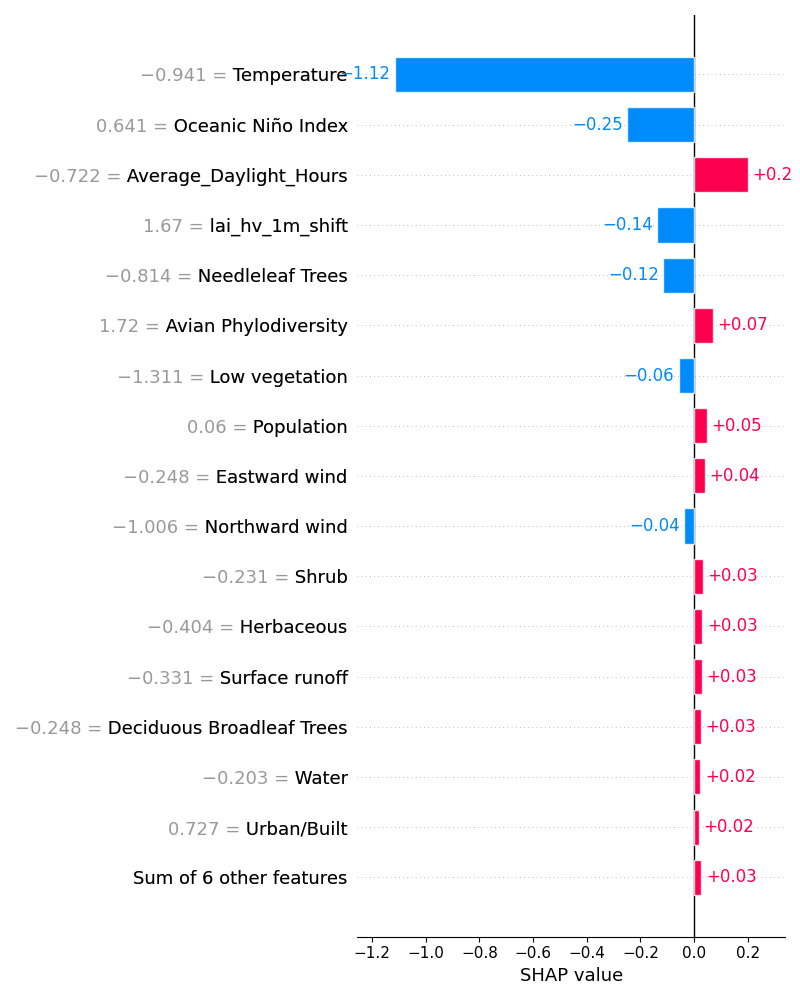 −0.941 = Temperature −1.12
0.641 = Oceanic Niño Index −0.25
−0.722 = Average_Daylight_Hours +0.2
1.67 = lai_hv_1m_shift −0.14
−0.814 = Needleleaf Trees −0.12
1.72 = Avian Phylodiversity +0.07
−1.311 = Low vegetation −0.06
0.06 = Population +0.05
−0.248 = Eastward wind +0.04
−1.006 = Northward wind −0.04
−0.231 = Shrub +0.03
−0.404 = Herbaceous +0.03
−0.331 = Surface runoff +0.03
−0.248 = Deciduous Broadleaf Trees +0.03
−0.203 = Water +0.02
0.727 = Urban/Built +0.02
Sum of 6 other features +0.03
−1.2 −1.0 −0.8 −0.6 −0.4 −0.2 0.0 0.2
SHAP value